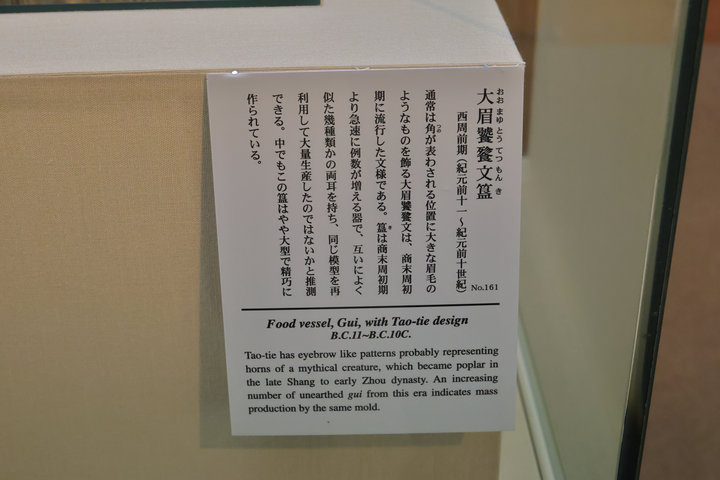 おおまゆとうてつもんき
大眉饕餮文簋
西周前期(紀元前十一~紀元前十世紀)
No.161
通常は角が表わされる位置に大きな眉毛の
つの
ようなものを飾る大眉饕餮文は、商末周初
期に流行した文様である。簋は商末周初期
き
より急速に例数が増える器で、互いによく
似た幾種類かの両耳を持ち、同じ模型を再
利用して大量生産したのではないかと推測
できる。中でもこの簋はやや大型で精巧に
作られている。
Food vessel, Gui, with Tao-tie design
B.C.11~B.C.10C.
Tao-tie has eyebrow like patterns probably representing
horns of a mythical creature, which became poplar in
the late Shang to early Zhou dynasty. An increasing
number of unearthed gui from this era indicates mass
production by the same mold.